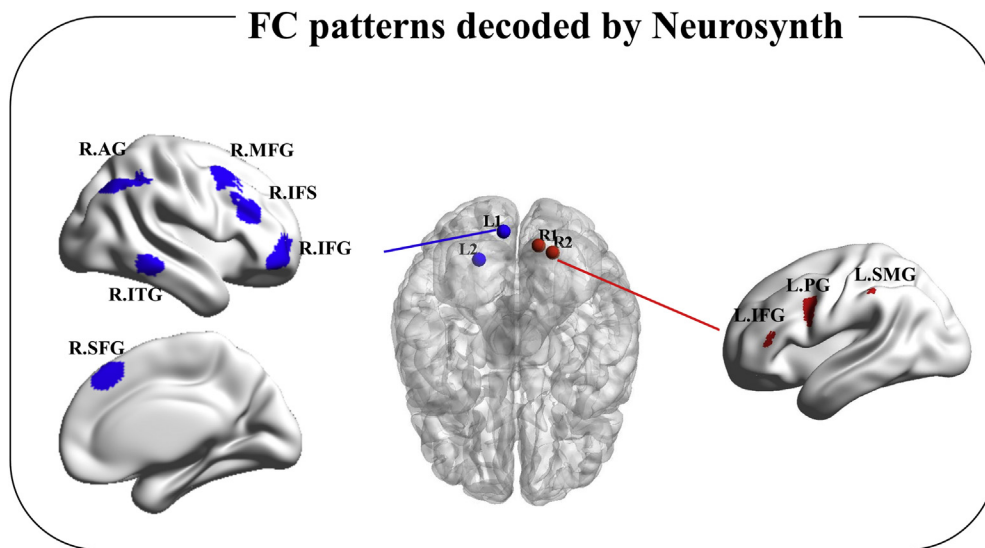 FC patterns decoded by Neurosynth
R.AG
R.MFG
R.IFS
R.IFG
R.ITG
R.SFG
L1
L2
R1
R2
L.SMG
L.PG
L.IFG